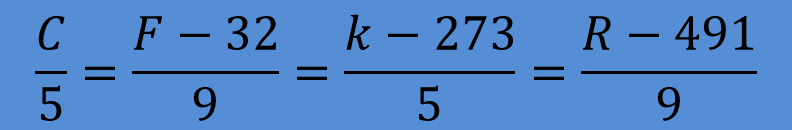 C/5 = F − 32/9 = k − 273/5 = R − 491/9